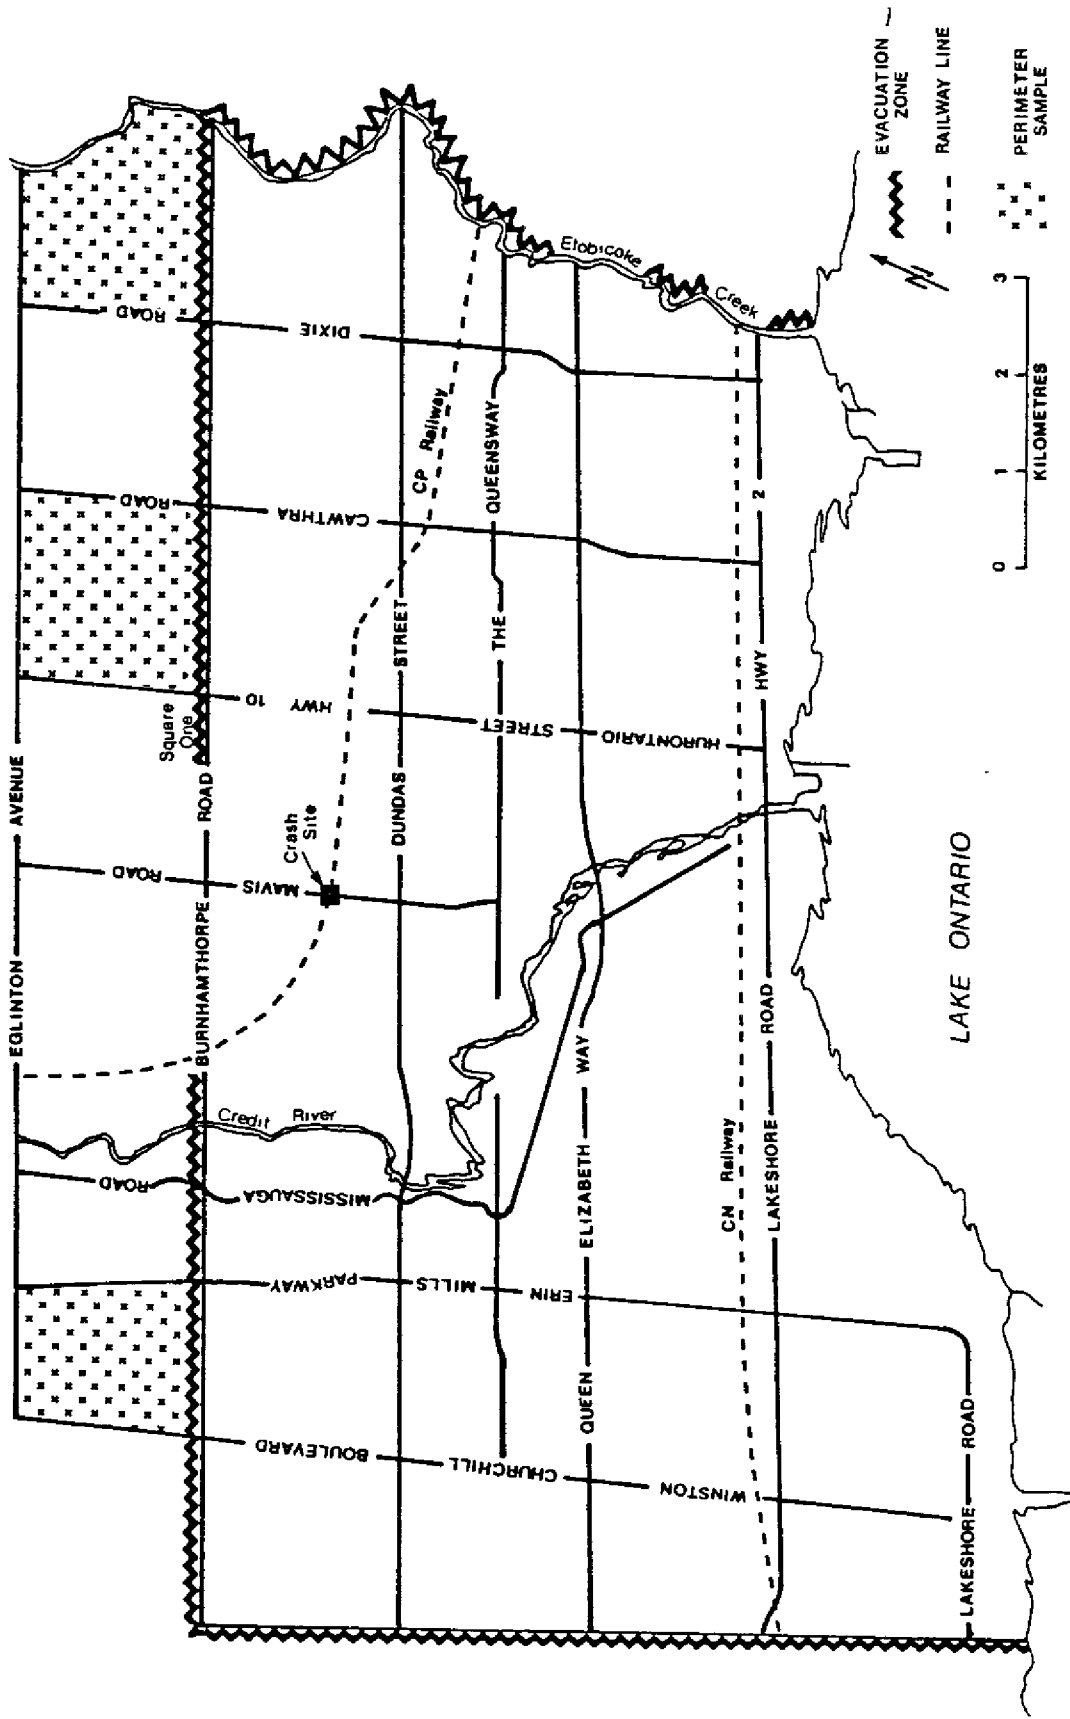 EGLINTON AVENUE
Square
One
BURNHAMTHORPE ROAD
Crash
Site
DUNDAS STREET
CP Railway
THE QUEENSWAY
QUEEN ELIZABETH WAY
CN Railway
LAKESHORE ROAD HWY 2
LAKESHORE ROAD
WINSTON CHURCHILL BOULEVARD
ERIN MILLS PARKWAY
MISSISSAUGA ROAD
Credit River
MAVIS ROAD
HURONTARIO STREET HWY 10
CAWTHRA ROAD
DIXIE ROAD
Etobicoke Creek
LAKE ONTARIO
0 1 2 3
KILOMETRES
N
EVACUATION
ZONE
RAILWAY LINE
PERIMETER
SAMPLE